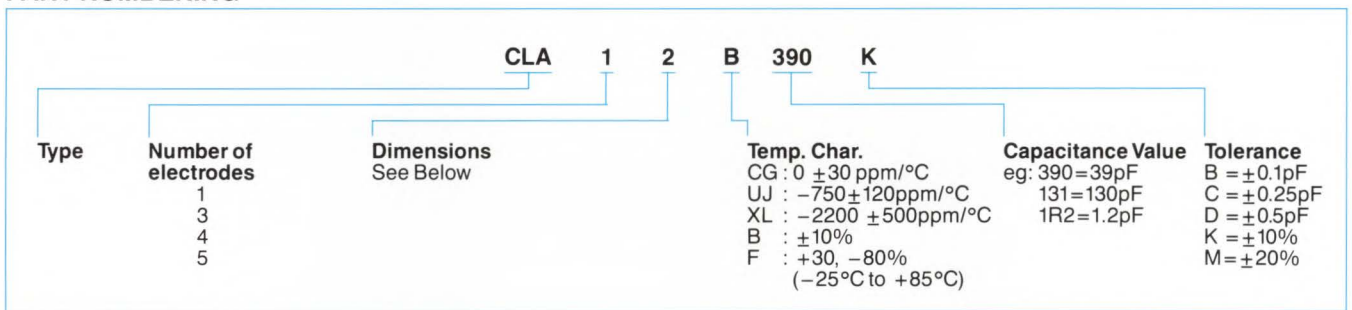 CLA 1 2 B 390 K
Type
Number of
electrodes
1
3
4
5
Dimensions
See Below
Temp. Char.
CG : 0 ±30 ppm/°C
UJ : −750±120ppm/°C
XL : −2200 ±500ppm/°C
B : ±10%
F : +30, −80%
(−25°C to +85°C)
Capacitance Value
eg: 390=39pF
131=130pF
1R2=1.2pF
Tolerance
B = ±0.1pF
C = ±0.25pF
D = ±0.5pF
K = ±10%
M= ±20%